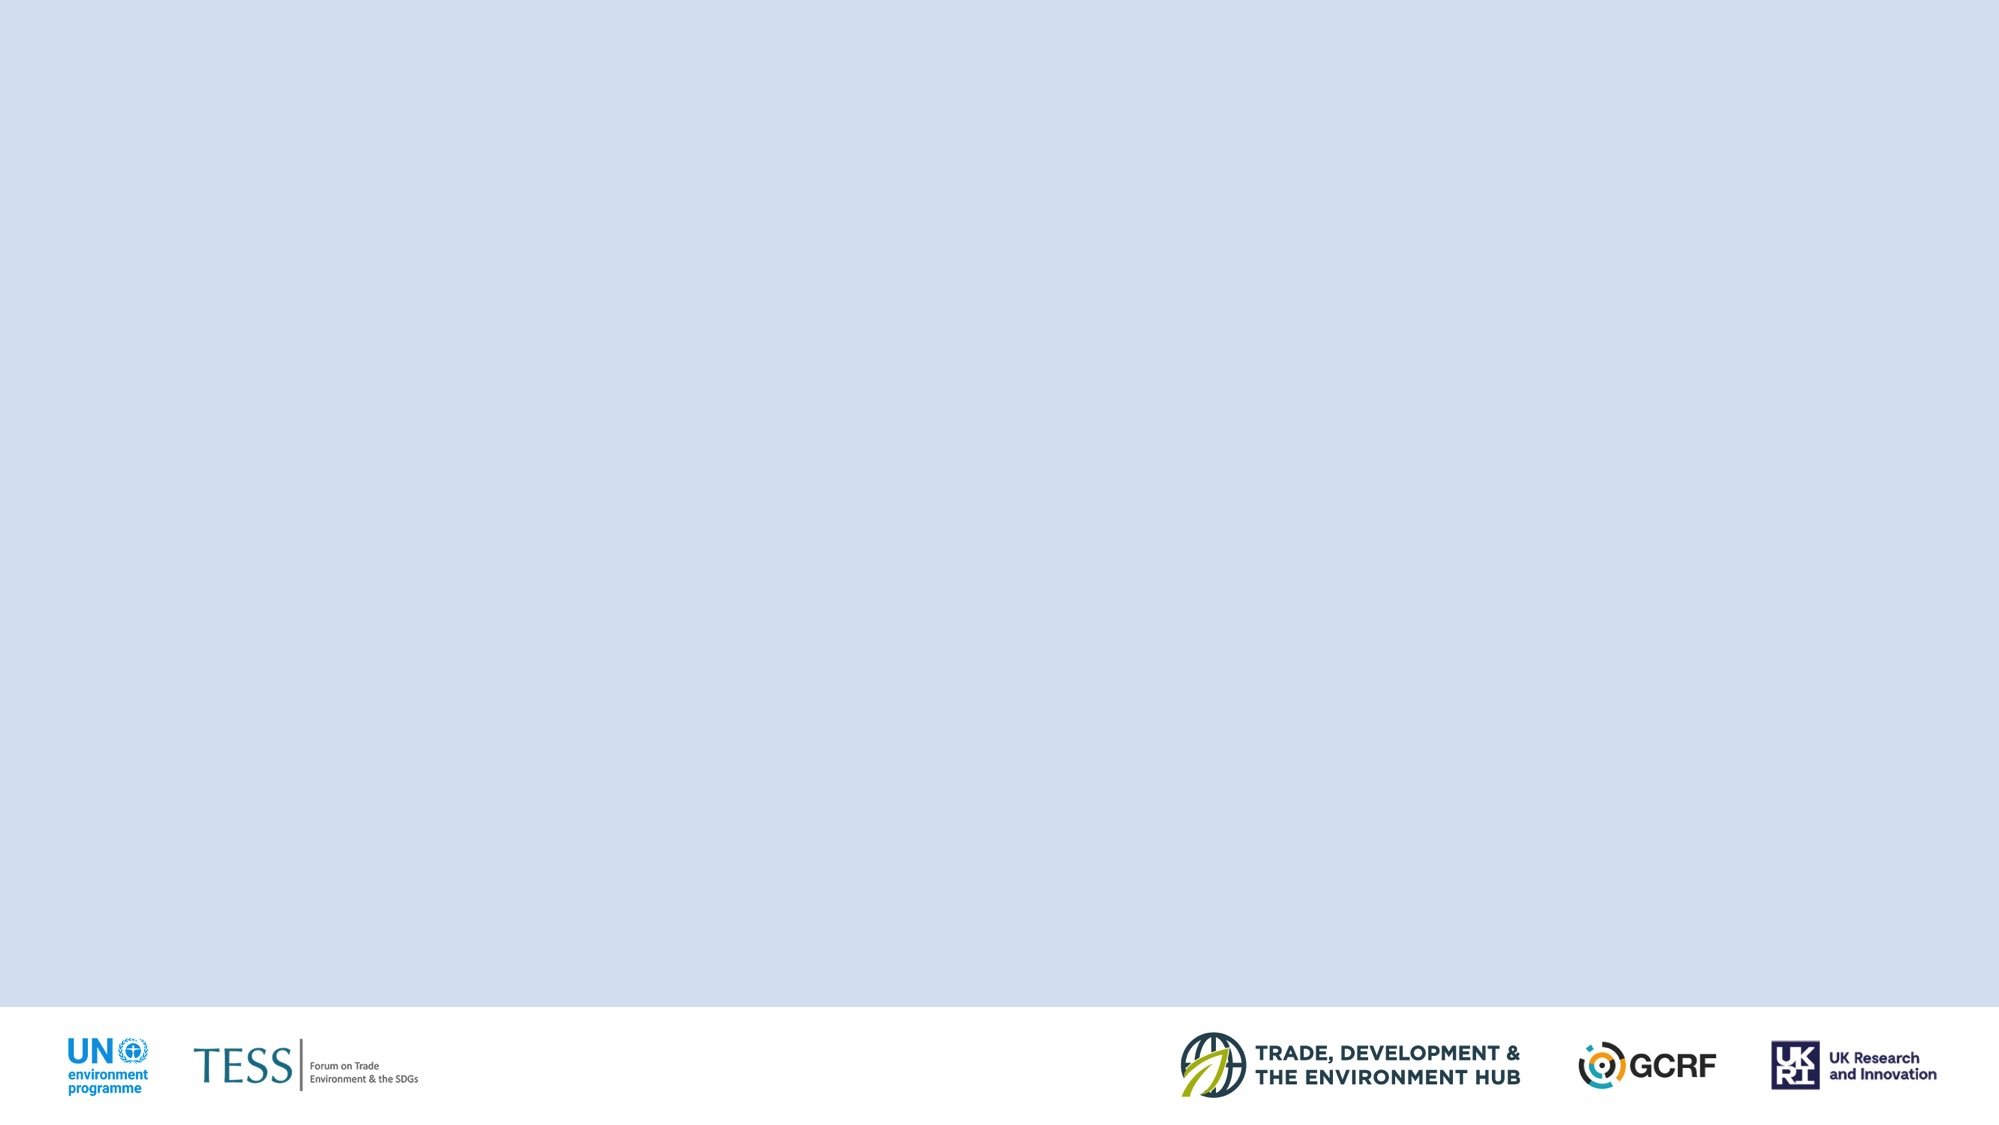 UN
environment
programme
TESS
Forum on Trade
Environment & the SDGs
TRADE, DEVELOPMENT &
THE ENVIRONMENT HUB
GCRF
UK
RI
UK Research
and Innovation